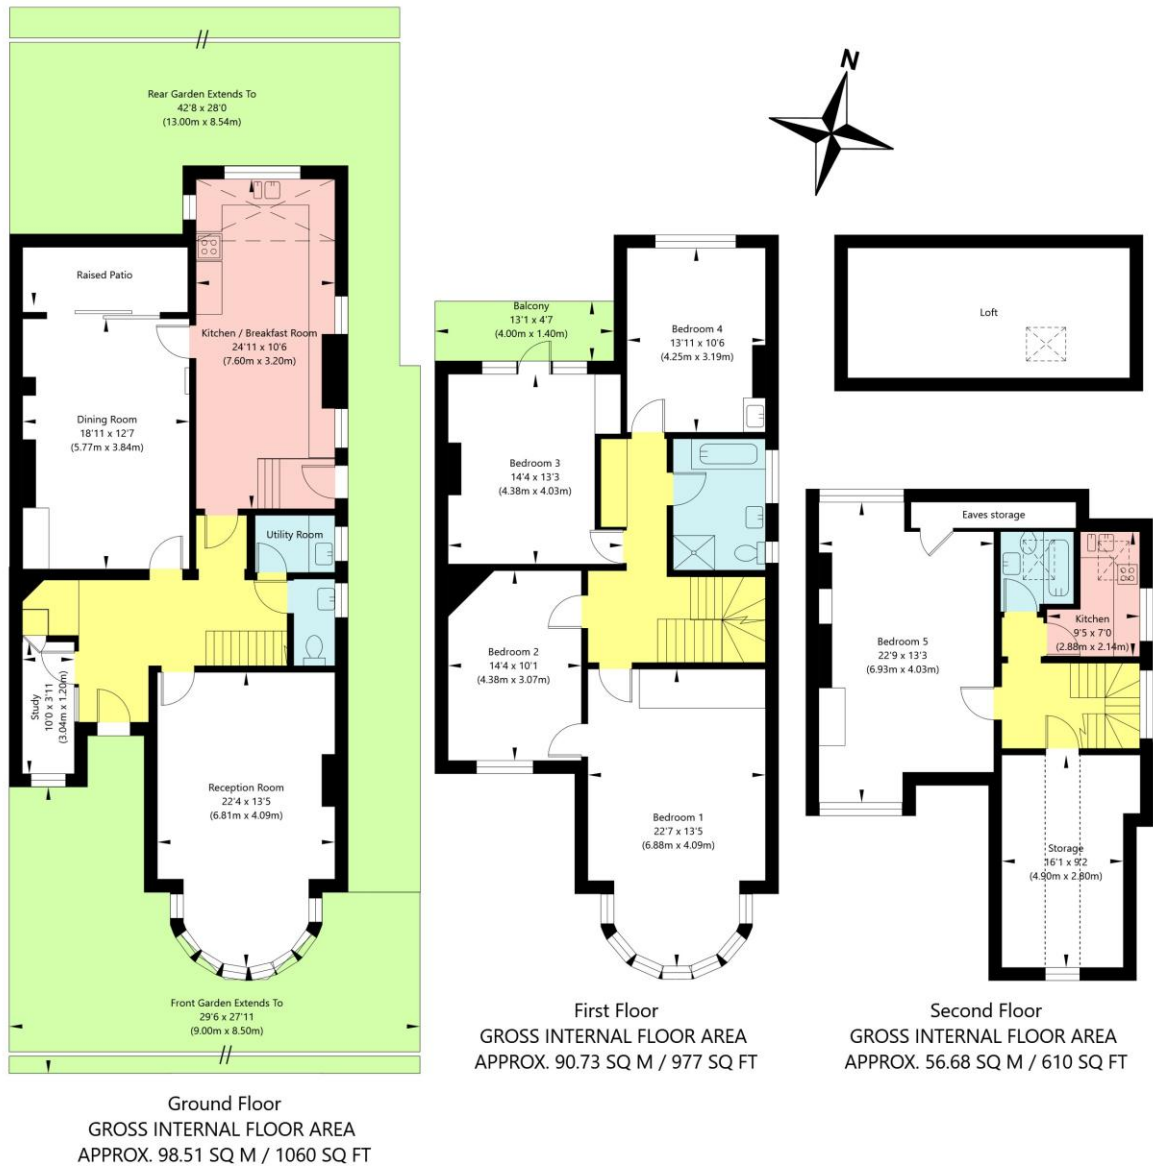 Rear Garden Extends To
42'8 x 28'0
(13.00m x 8.54m)
N
Raised Patio
Kitchen / Breakfast Room
24'11 x 10'6
(7.60m x 3.20m)
Dining Room
18'11 x 12'7
(5.77m x 3.84m)
Utility Room
Study
10'0 x 3'11
(3.04m x 1.20m)
Reception Room
22'4 x 13'5
(6.81m x 4.09m)
Front Garden Extends To
29'6 x 27'11
(9.00m x 8.50m)
Ground Floor
GROSS INTERNAL FLOOR AREA
APPROX. 98.51 SQ M / 1060 SQ FT
Balcony
13'1 x 4'7
(4.00m x 1.40m)
Bedroom 4
13'11 x 10'6
(4.25m x 3.19m)
Bedroom 3
14'4 x 13'3
(4.38m x 4.03m)
Bedroom 2
14'4 x 10'1
(4.38m x 3.07m)
Bedroom 1
22'7 x 13'5
(6.88m x 4.09m)
First Floor
GROSS INTERNAL FLOOR AREA
APPROX. 90.73 SQ M / 977 SQ FT
Loft
Eaves storage
Kitchen
9'5 x 7'0
(2.88m x 2.14m)
Bedroom 5
22'9 x 13'3
(6.93m x 4.03m)
Storage
16'1 x 9'2
(4.90m x 2.80m)
Second Floor
GROSS INTERNAL FLOOR AREA
APPROX. 56.68 SQ M / 610 SQ FT